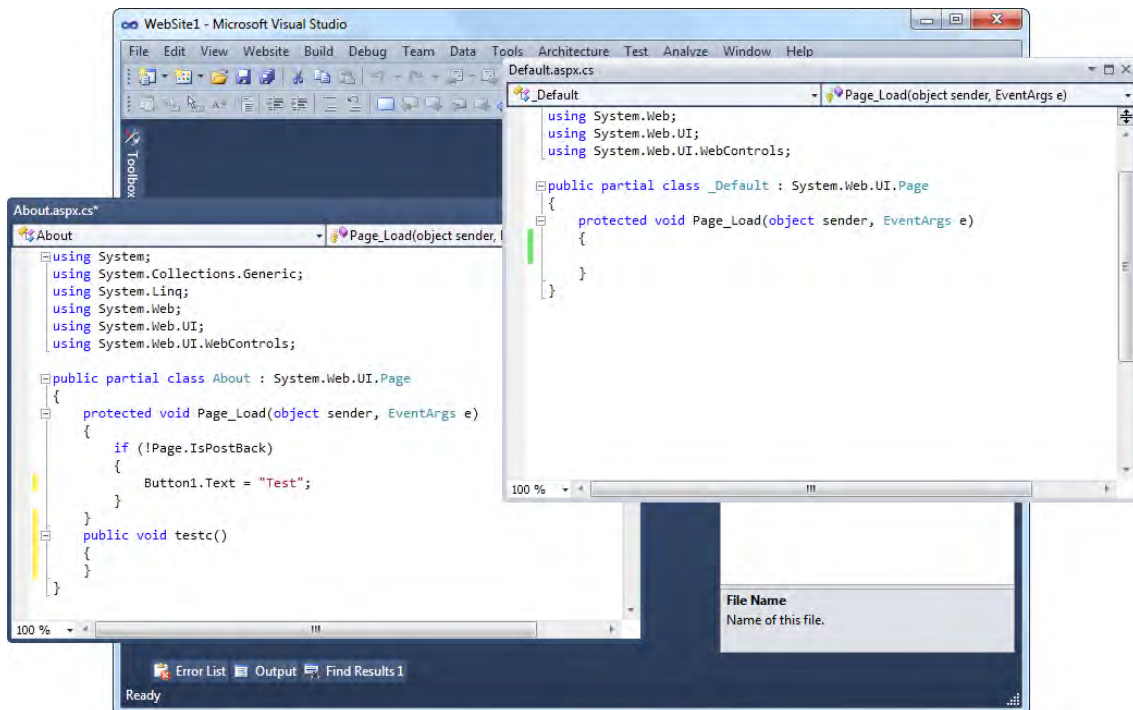 WebSite1 - Microsoft Visual Studio
File Edit View Website Build Debug Team Data Tools Architecture Test Analyze Window Help
Toolbox
Default.aspx.cs
_Default
Page_Load(object sender, EventArgs e)
using System.Web;
using System.Web.UI;
using System.Web.UI.WebControls;
public partial class _Default : System.Web.UI.Page
{
protected void Page_Load(object sender, EventArgs e)
{
}
}
100 %
About.aspx.cs*
About
Page_Load(object sender,
using System;
using System.Collections.Generic;
using System.Linq;
using System.Web;
using System.Web.UI;
using System.Web.UI.WebControls;
public partial class About : System.Web.UI.Page
{
protected void Page_Load(object sender, EventArgs e)
{
if (!Page.IsPostBack)
{
Button1.Text = "Test";
}
}
public void testc()
{
}
}
100 %
File Name
Name of this file.
Error List Output Find Results 1
Ready